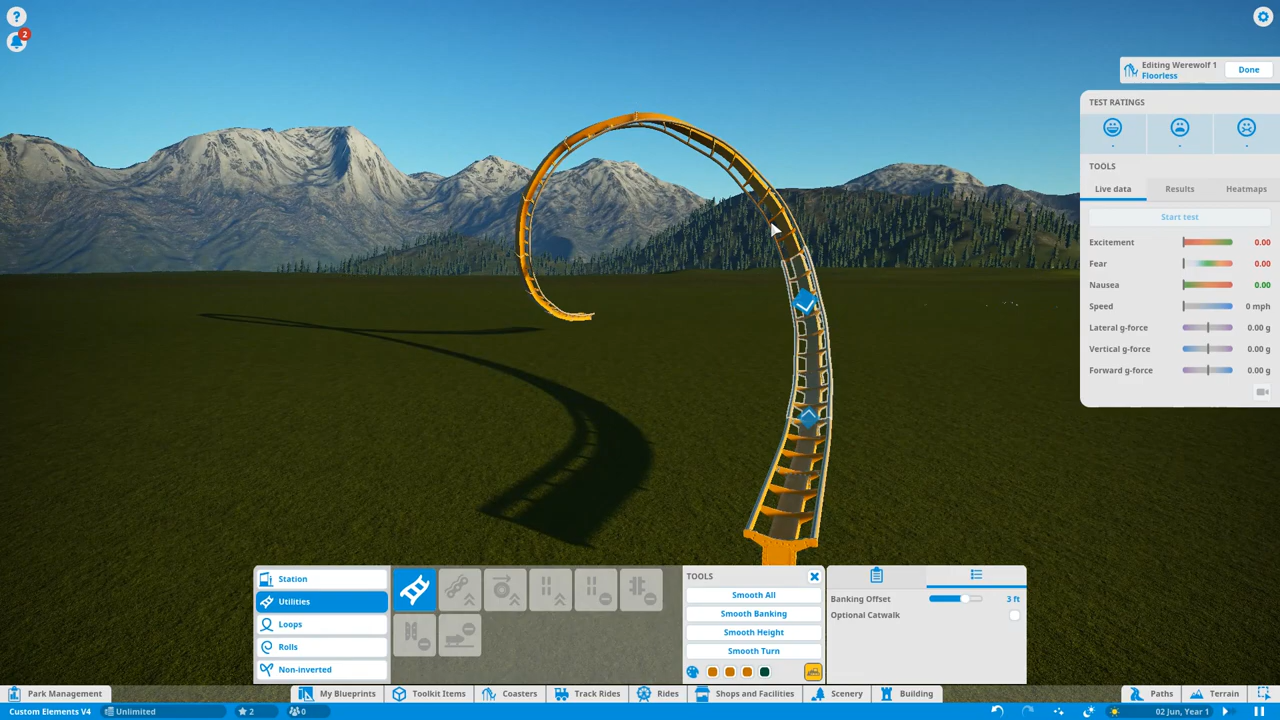 ?
2
Editing Werewolf 1
Floorless
Done
TEST RATINGS
- - -
TOOLS
Live data Results Heatmaps
Start test
Excitement 0.00
Fear 0.00
Nausea 0.00
Speed 0 mph
Lateral g-force 0.00 g
Vertical g-force 0.00 g
Forward g-force 0.00 g
Station
Utilities
Loops
Rolls
Non-inverted
TOOLS
Smooth All
Smooth Banking
Smooth Height
Smooth Turn
Banking Offset 3 ft
Optional Catwalk
Park Management My Blueprints Toolkit Items Coasters Track Rides Rides Shops and Facilities Scenery Building Paths Terrain
Custom Elements V4 Unlimited 2 0 02 Jun, Year 1